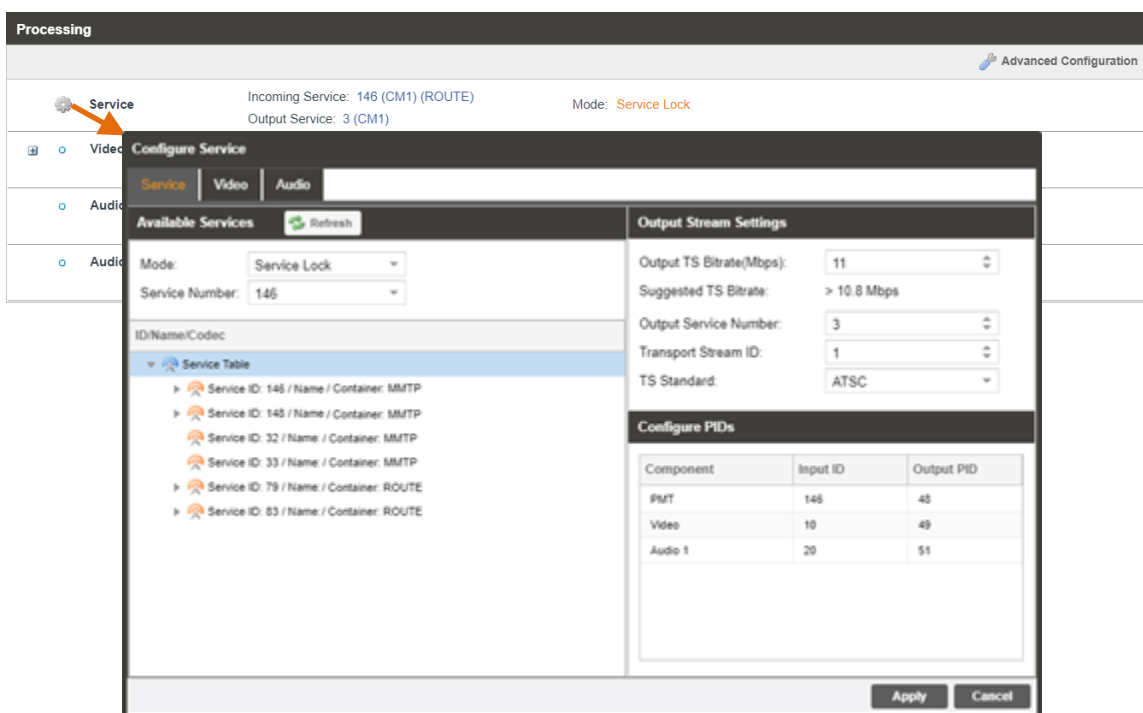 Processing
Advanced Configuration
Service
Incoming Service: 146 (CM1) (ROUTE)
Mode: Service Lock
Output Service: 3 (CM1)
Video
Audio
Audio
Configure Service
Service Video Audio
Available Services Refresh
Mode: Service Lock
Service Number: 146
ID/Name/Codec
Service Table
Service ID: 146 / Name / Container: MMTP
Service ID: 148 / Name / Container: MMTP
Service ID: 32 / Name: / Container: MMTP
Service ID: 33 / Name: / Container: MMTP
Service ID: 79 / Name: / Container: ROUTE
Service ID: 83 / Name: / Container: ROUTE
Output Stream Settings
Output TS Bitrate(Mbps): 11
Suggested TS Bitrate: > 10.8 Mbps
Output Service Number: 3
Transport Stream ID: 1
TS Standard: ATSC
Configure PIDs
Component Input ID Output PID
PMT 146 48
Video 10 49
Audio 1 20 51
Apply Cancel